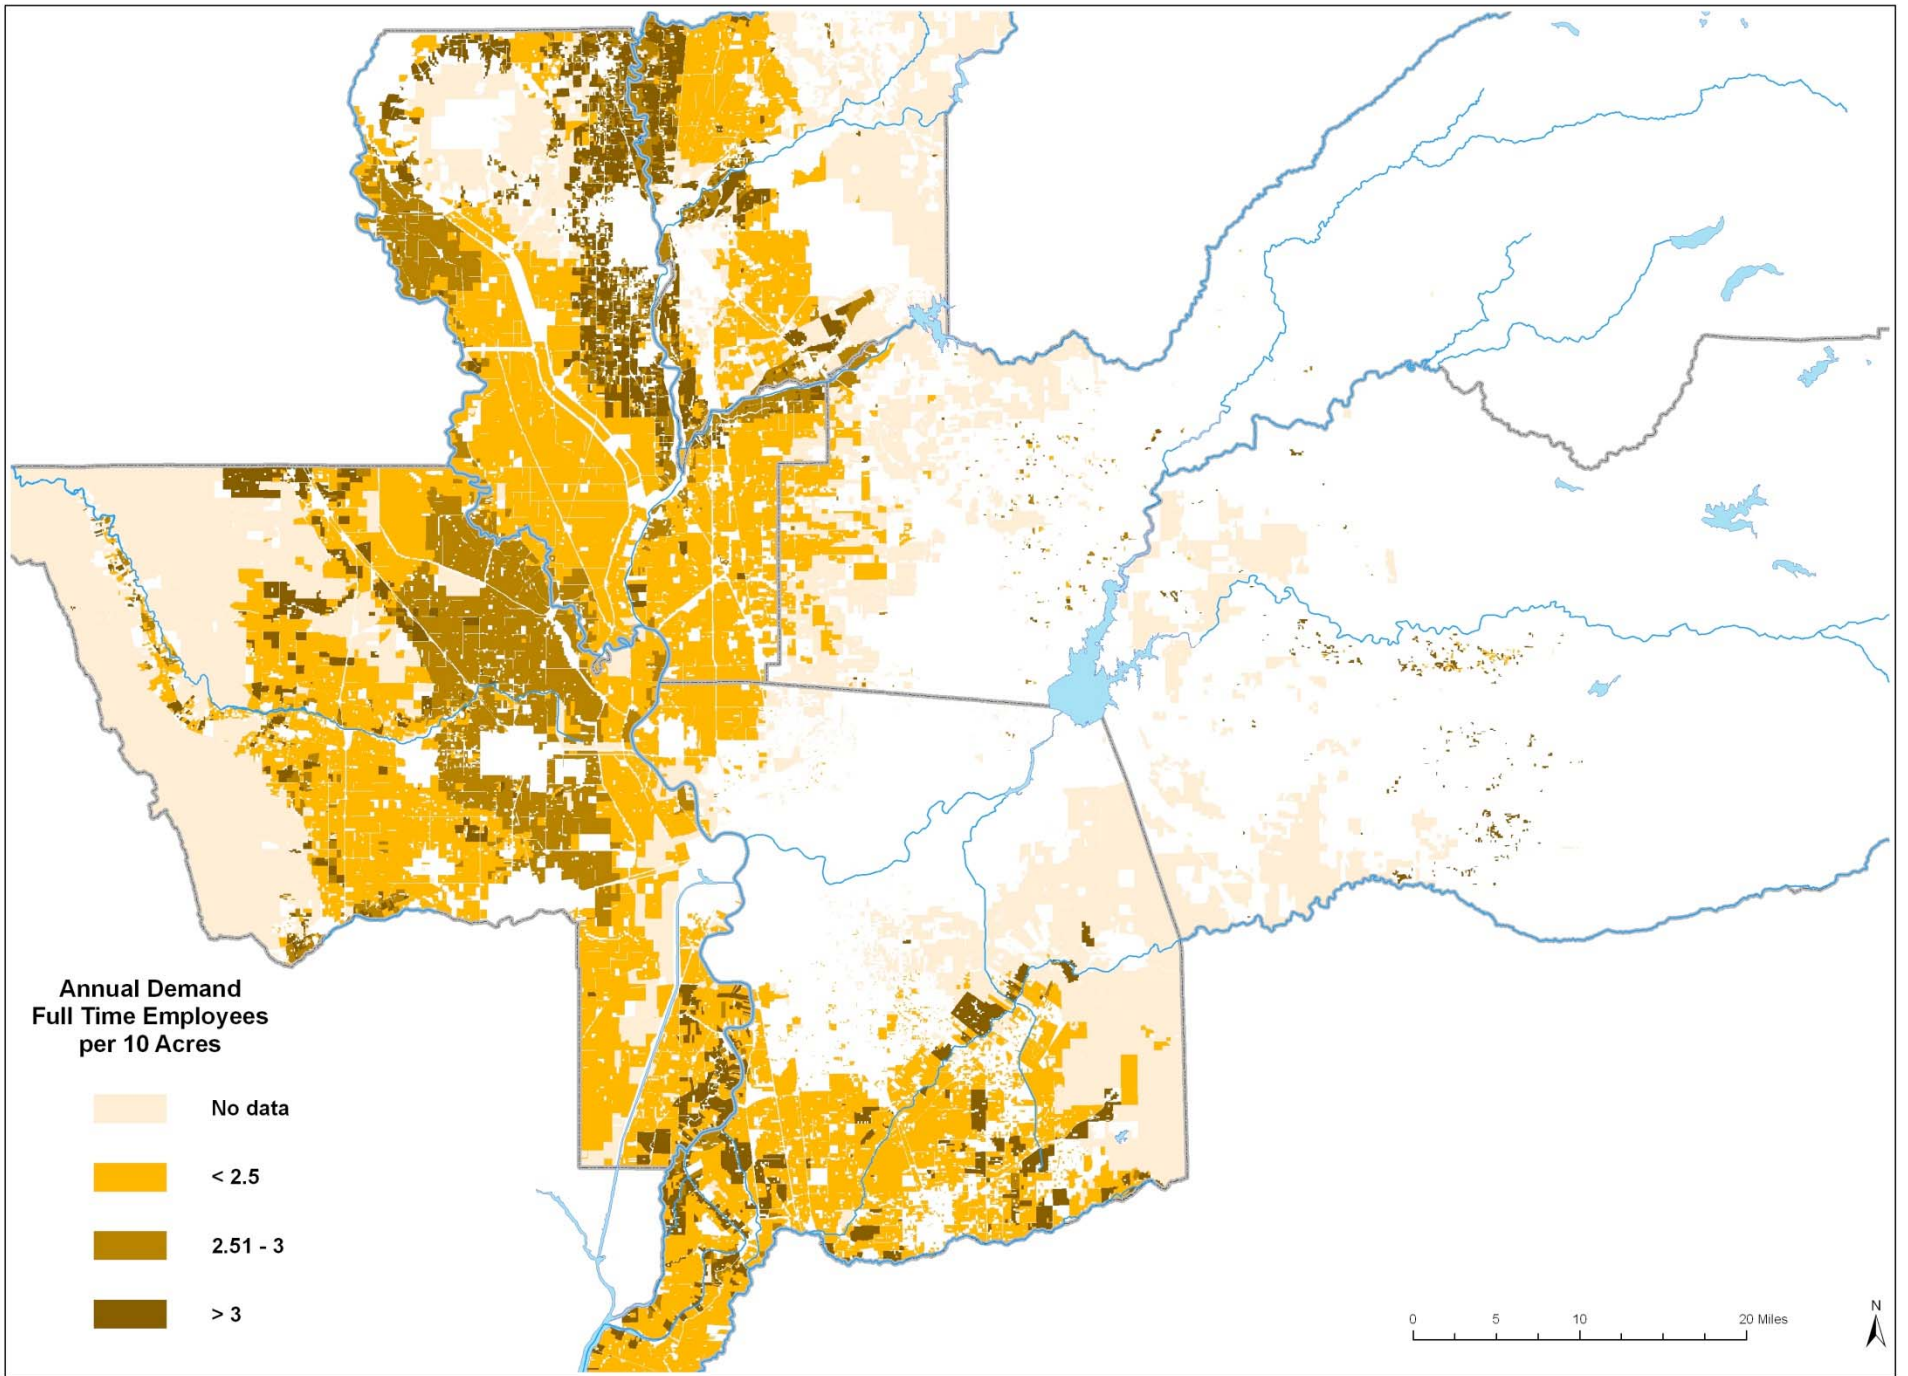 Annual Demand
Full Time Employees
per 10 Acres
No data
< 2.5
2.51 - 3
> 3
0 5 10 20 Miles
N